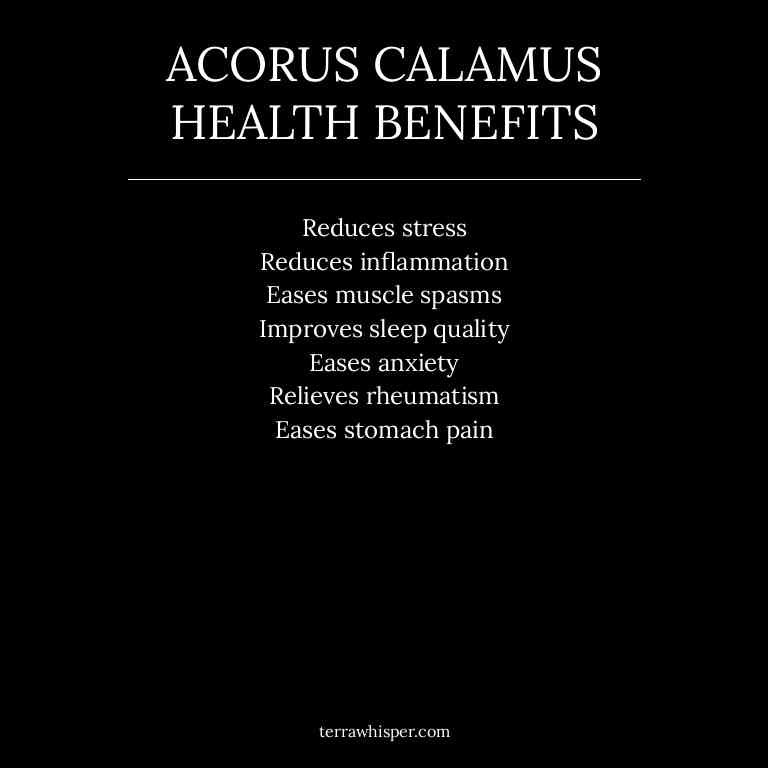 ACORUS CALAMUS
HEALTH BENEFITS
Reduces stress
Reduces inflammation
Eases muscle spasms
Improves sleep quality
Eases anxiety
Relieves rheumatism
Eases stomach pain
terrawhisper.com